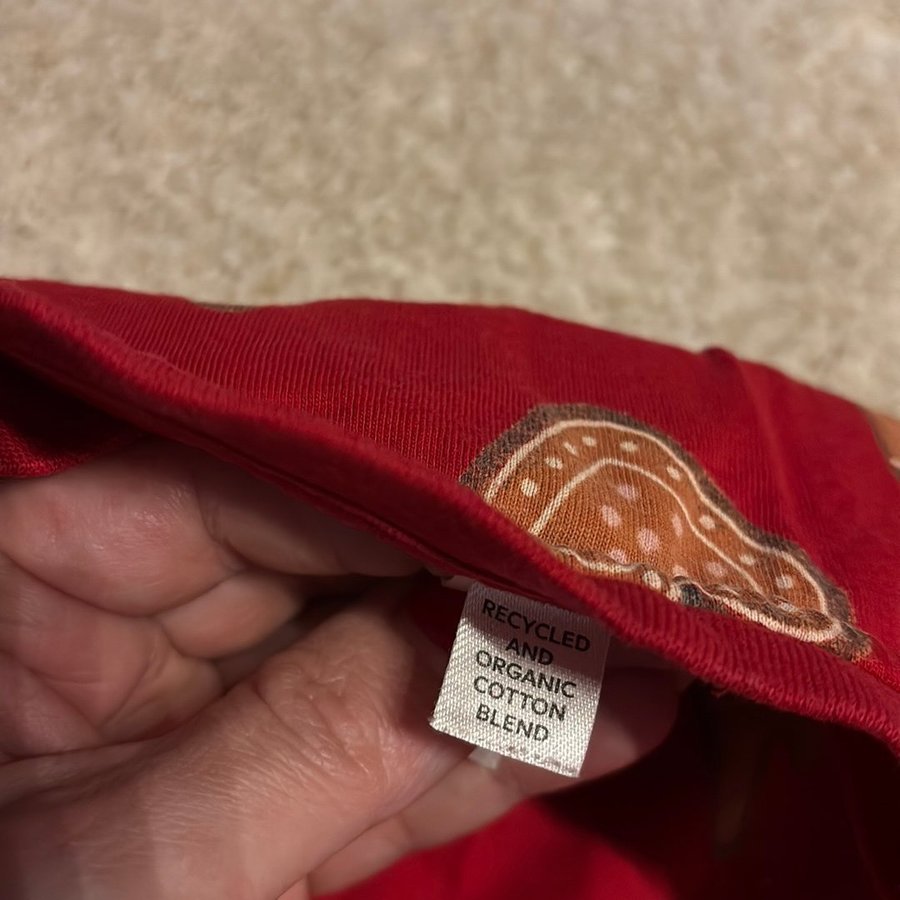 RECYCLED
AND
ORGANIC
COTTON
BLEND